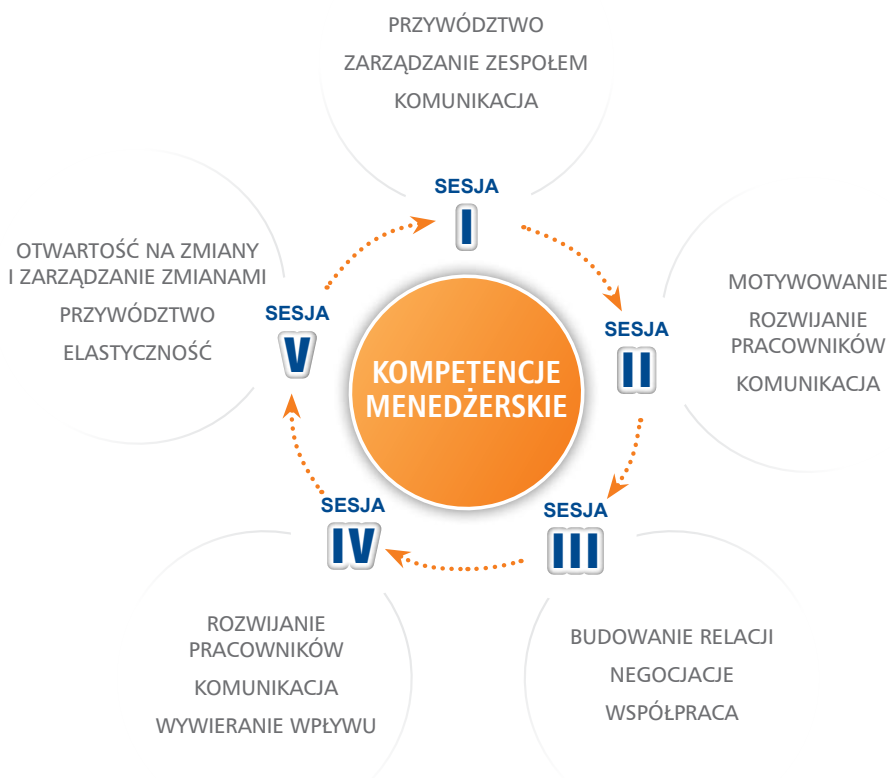 PRZYWÓDZTWO
ZARZĄDZANIE ZESPOŁEM
KOMUNIKACJA
SESJA
I
MOTYWOWANIE
ROZWIJANIE
PRACOWNIKÓW
KOMUNIKACJA
SESJA
II
BUDOWANIE RELACJI
NEGOCJACJE
WSPÓŁPRACA
SESJA
III
ROZWIJANIE
PRACOWNIKÓW
KOMUNIKACJA
WYWIERANIE WPŁYWU
SESJA
IV
OTWARTOŚĆ NA ZMIANY
I ZARZĄDZANIE ZMIANAMI
PRZYWÓDZTWO
ELASTYCZNOŚĆ
SESJA
V
KOMPETENCJE
MENEDŻERSKIE